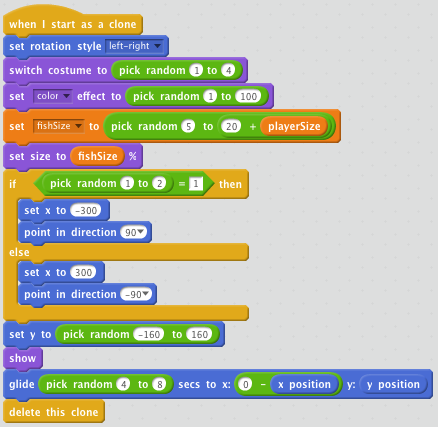 when I start as a clone
set rotation style left-right
switch costume to pick random 1 to 4
set color effect to pick random 1 to 100
set fishSize to pick random 5 to 20 + playerSize
set size to fishSize %
if pick random 1 to 2 = 1 then
set x to -300
point in direction 90
else
set x to 300
point in direction -90
set y to pick random -160 to 160
show
glide pick random 4 to 8 secs to x: 0 - x position y: y position
delete this clone